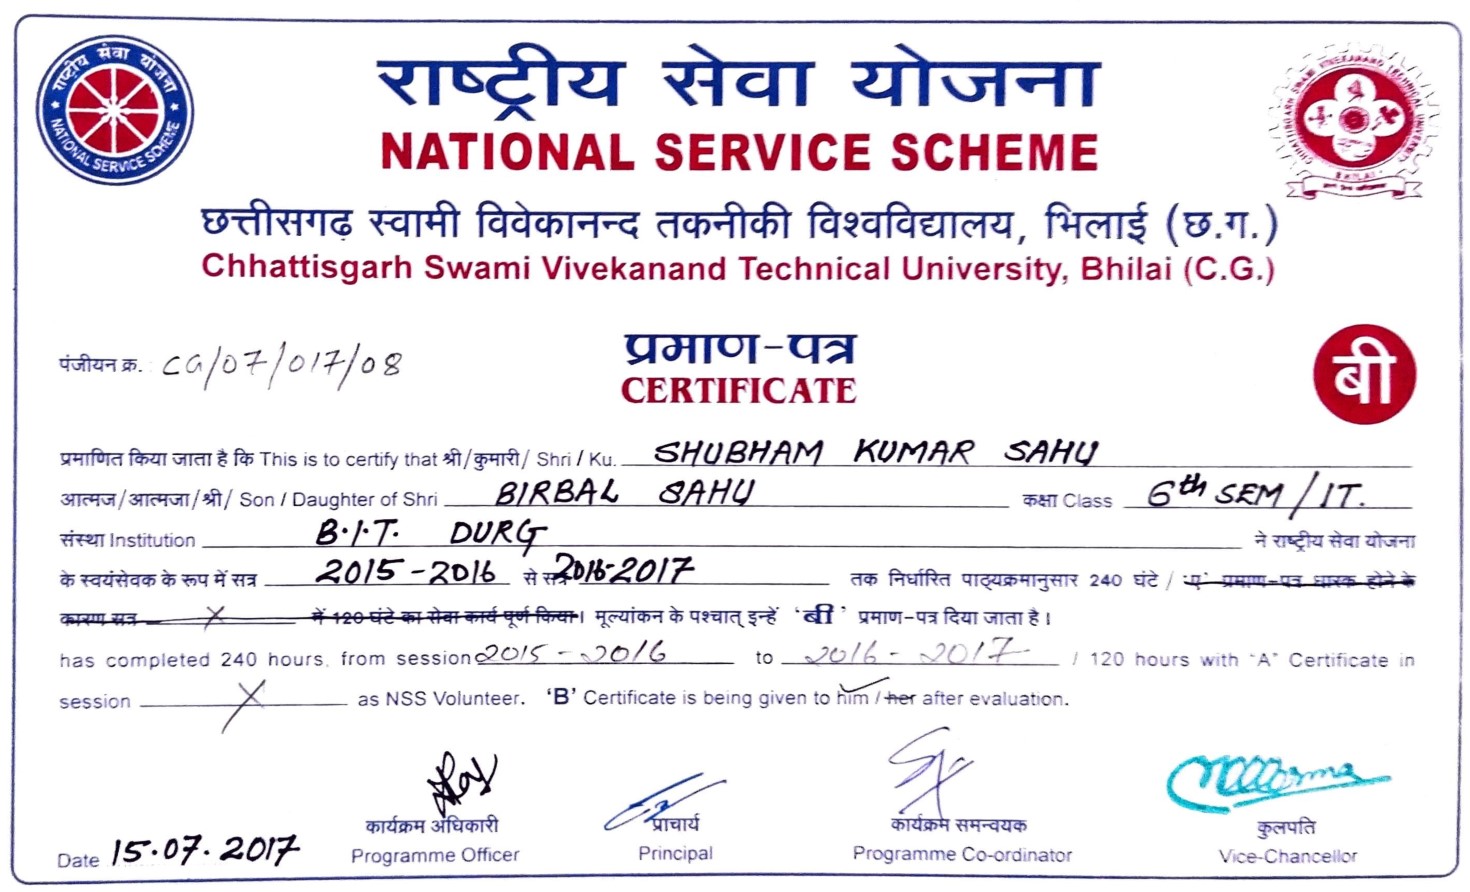 राष्ट्रीय सेवा योजना
NATIONAL SERVICE SCHEME
राष्ट्रीय सेवा योजना
NATIONAL SERVICE SCHEME
CHHATTISGARH SWAMI VIVEKANAND TECHNICAL UNIVERSITY
BHILAI
छत्तीसगढ़ स्वामी विवेकानन्द तकनीकी विश्वविद्यालय, भिलाई (छ.ग.)
Chhattisgarh Swami Vivekanand Technical University, Bhilai (C.G.)
पंजीयन क्र. : CG/07/017/08
प्रमाण-पत्र
CERTIFICATE
बी
प्रमाणित किया जाता है कि This is to certify that श्री/कुमारी/ Shri / Ku. SHUBHAM KUMAR SAHU
आत्मज/आत्मजा/श्री/ Son / Daughter of Shri BIRBAL SAHU कक्षा Class 6th SEM/IT.
संस्था Institution B.I.T. DURG ने राष्ट्रीय सेवा योजना
के स्वयंसेवक के रूप में सत्र 2015-2016 से सत्र 2016-2017 तक निर्धारित पाठ्यक्रमानुसार 240 घंटे / 'ए' प्रमाण-पत्र धारक होने के
कारण सत्र X में 120 घंटे का सेवा कार्य पूर्ण किया। मूल्यांकन के पश्चात् इन्हें 'बी' प्रमाण-पत्र दिया जाता है।
has completed 240 hours, from session 2015-2016 to 2016-2017 / 120 hours with "A" Certificate in
session X as NSS Volunteer. 'B' Certificate is being given to him / her after evaluation.
Date 15.07.2017
कार्यक्रम अधिकारी
Programme Officer
प्राचार्य
Principal
कार्यक्रम समन्वयक
Programme Co-ordinator
कुलपति
Vice-Chancellor